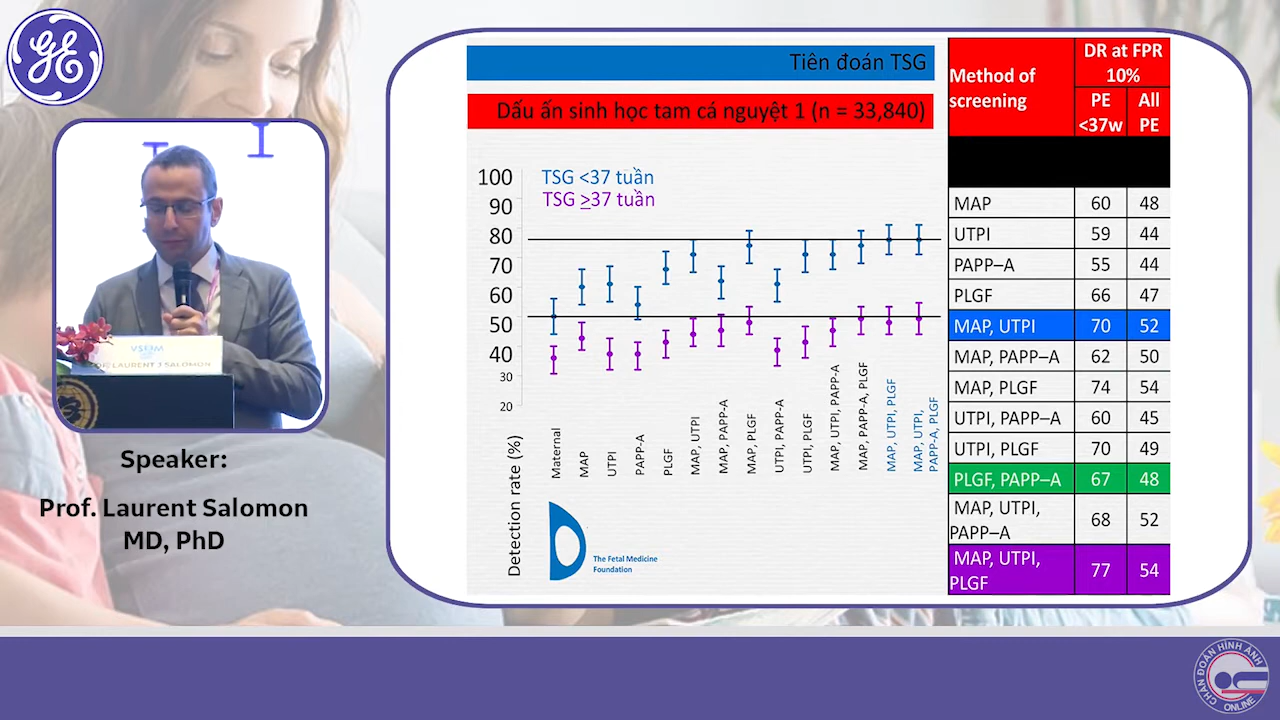 GE
VSUOM
PROF. LAURENT J SALOMON
Speaker:
Prof. Laurent Salomon
MD, PhD
Tiên đoán TSG
Dấu ấn sinh học tam cá nguyệt 1 (n = 33,840)
100
90
80
70
60
50
40
30
20
TSG <37 tuần
TSG ≥37 tuần
Detection rate (%)
Maternal
MAP
UTPI
PAPP-A
PLGF
MAP, UTPI
MAP, PAPP-A
MAP, PLGF
UTPI, PAPP-A
UTPI, PLGF
MAP, UTPI, PAPP-A
MAP, PAPP-A, PLGF
MAP, UTPI, PLGF
MAP, UTPI,
PAPP-A, PLGF
The Fetal Medicine
Foundation
Method of
screening
DR at FPR
10%
PE
<37w
All
PE
MAP 60 48
UTPI 59 44
PAPP–A 55 44
PLGF 66 47
MAP, UTPI 70 52
MAP, PAPP–A 62 50
MAP, PLGF 74 54
UTPI, PAPP–A 60 45
UTPI, PLGF 70 49
PLGF, PAPP–A 67 48
MAP, UTPI,
PAPP–A 68 52
MAP, UTPI,
PLGF 77 54
CHẨN ĐOÁN HÌNH ẢNH
ONLINE